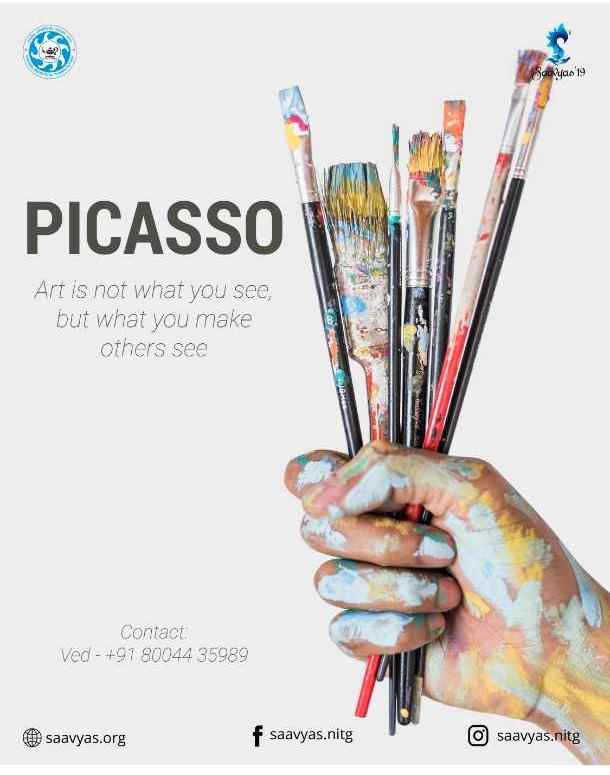 Saavyas'19
PICASSO
Art is not what you see,
but what you make
others see
Contact:
Ved - +91 80044 35989
saavyas.org
saavyas.nitg
saavyas.nitg